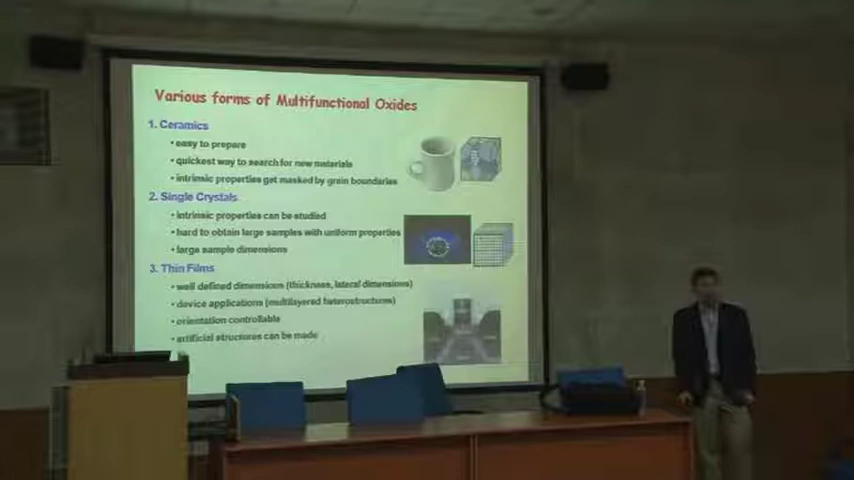 Various forms of Multifunctional Oxides
1. Ceramics
• easy to prepare
• quickest way to search for new materials
• intrinsic properties get masked by grain boundaries
2. Single Crystals
• intrinsic properties can be studied
• hard to obtain large samples with uniform properties
• large sample dimensions
3. Thin Films
• well defined dimensions (thickness, lateral dimensions)
• device applications (multilayered heterostructures)
• orientation controllable
• artificial structures can be made